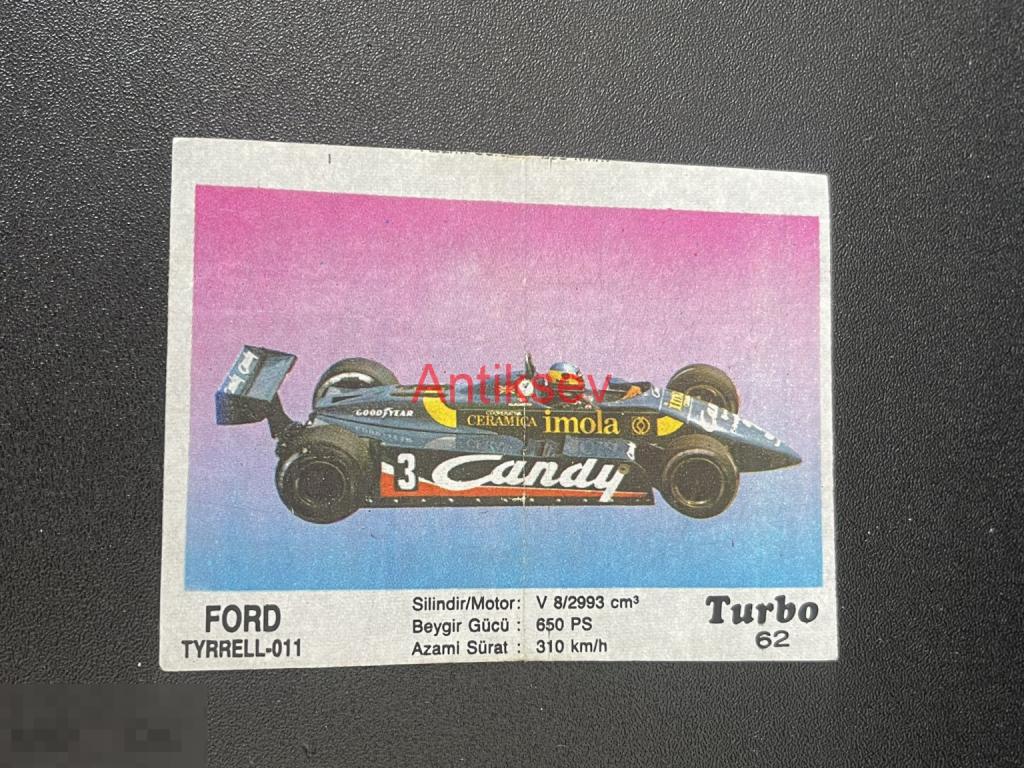 Candy
Antiksev
GOODYEAR
CERAMICA imola
3 Candy
FORD
TYRRELL-011
Silindir/Motor: V 8/2993 cm³
Beygir Gücü : 650 PS
Azami Sürat : 310 km/h
Turbo
62